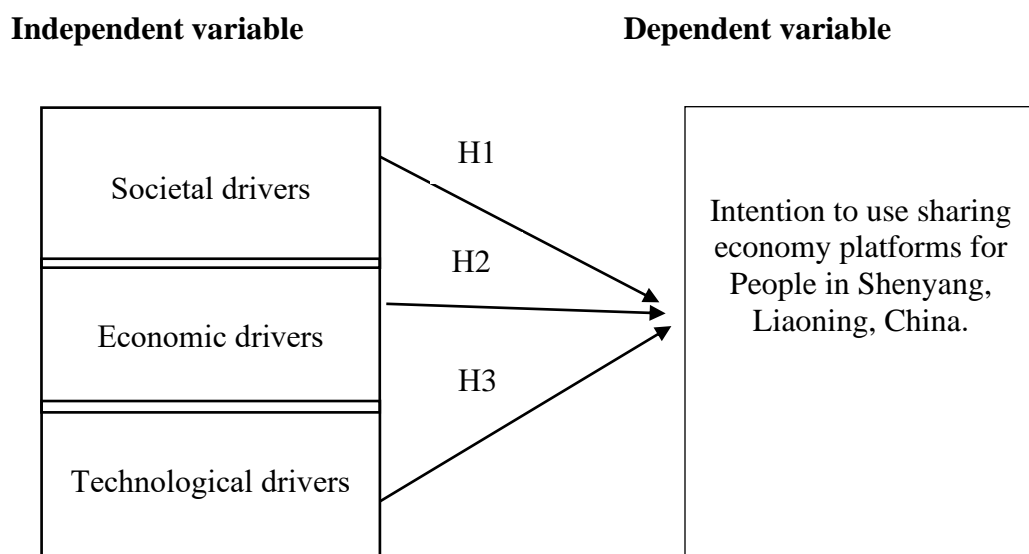 Independent variable
Dependent variable
Societal drivers
Economic drivers
Technological drivers
H1
H2
H3
Intention to use sharing
economy platforms for
People in Shenyang,
Liaoning, China.